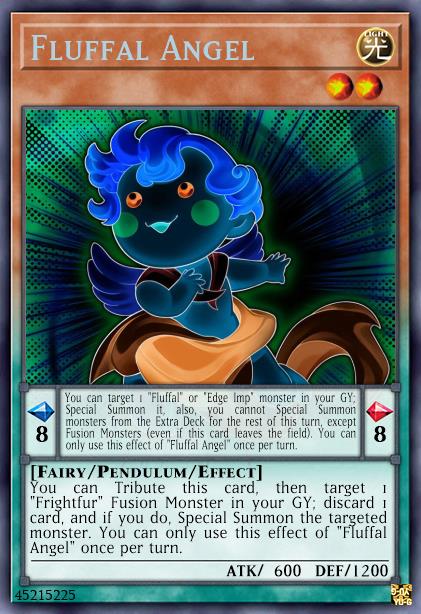 FLUFFAL ANGEL
LIGHT
光
You can target 1 "Fluffal" or "Edge Imp" monster in your GY;
Special Summon it, also, you cannot Special Summon
monsters from the Extra Deck for the rest of this turn, except
Fusion Monsters (even if this card leaves the field). You can
only use this effect of "Fluffal Angel" once per turn.
8
8
[FAIRY/PENDULUM/EFFECT]
You can Tribute this card, then target 1
"Frightfur" Fusion Monster in your GY; discard 1
card, and if you do, Special Summon the targeted
monster. You can only use this effect of "Fluffal
Angel" once per turn.
ATK/ 600 DEF/1200
45215225